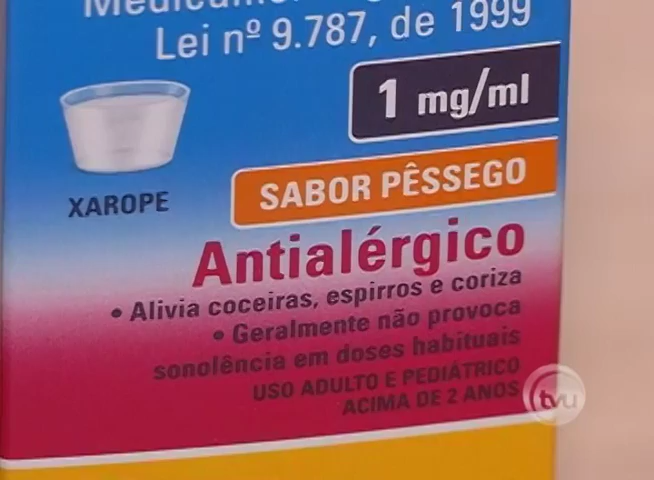 Lei nº 9.787, de 1999
1 mg/ml
XAROPE
SABOR PÊSSEGO
Antialérgico
• Alivia coceiras, espirros e coriza
• Geralmente não provoca
sonolência em doses habituais
USO ADULTO E PEDIÁTRICO
ACIMA DE 2 ANOS
tvu